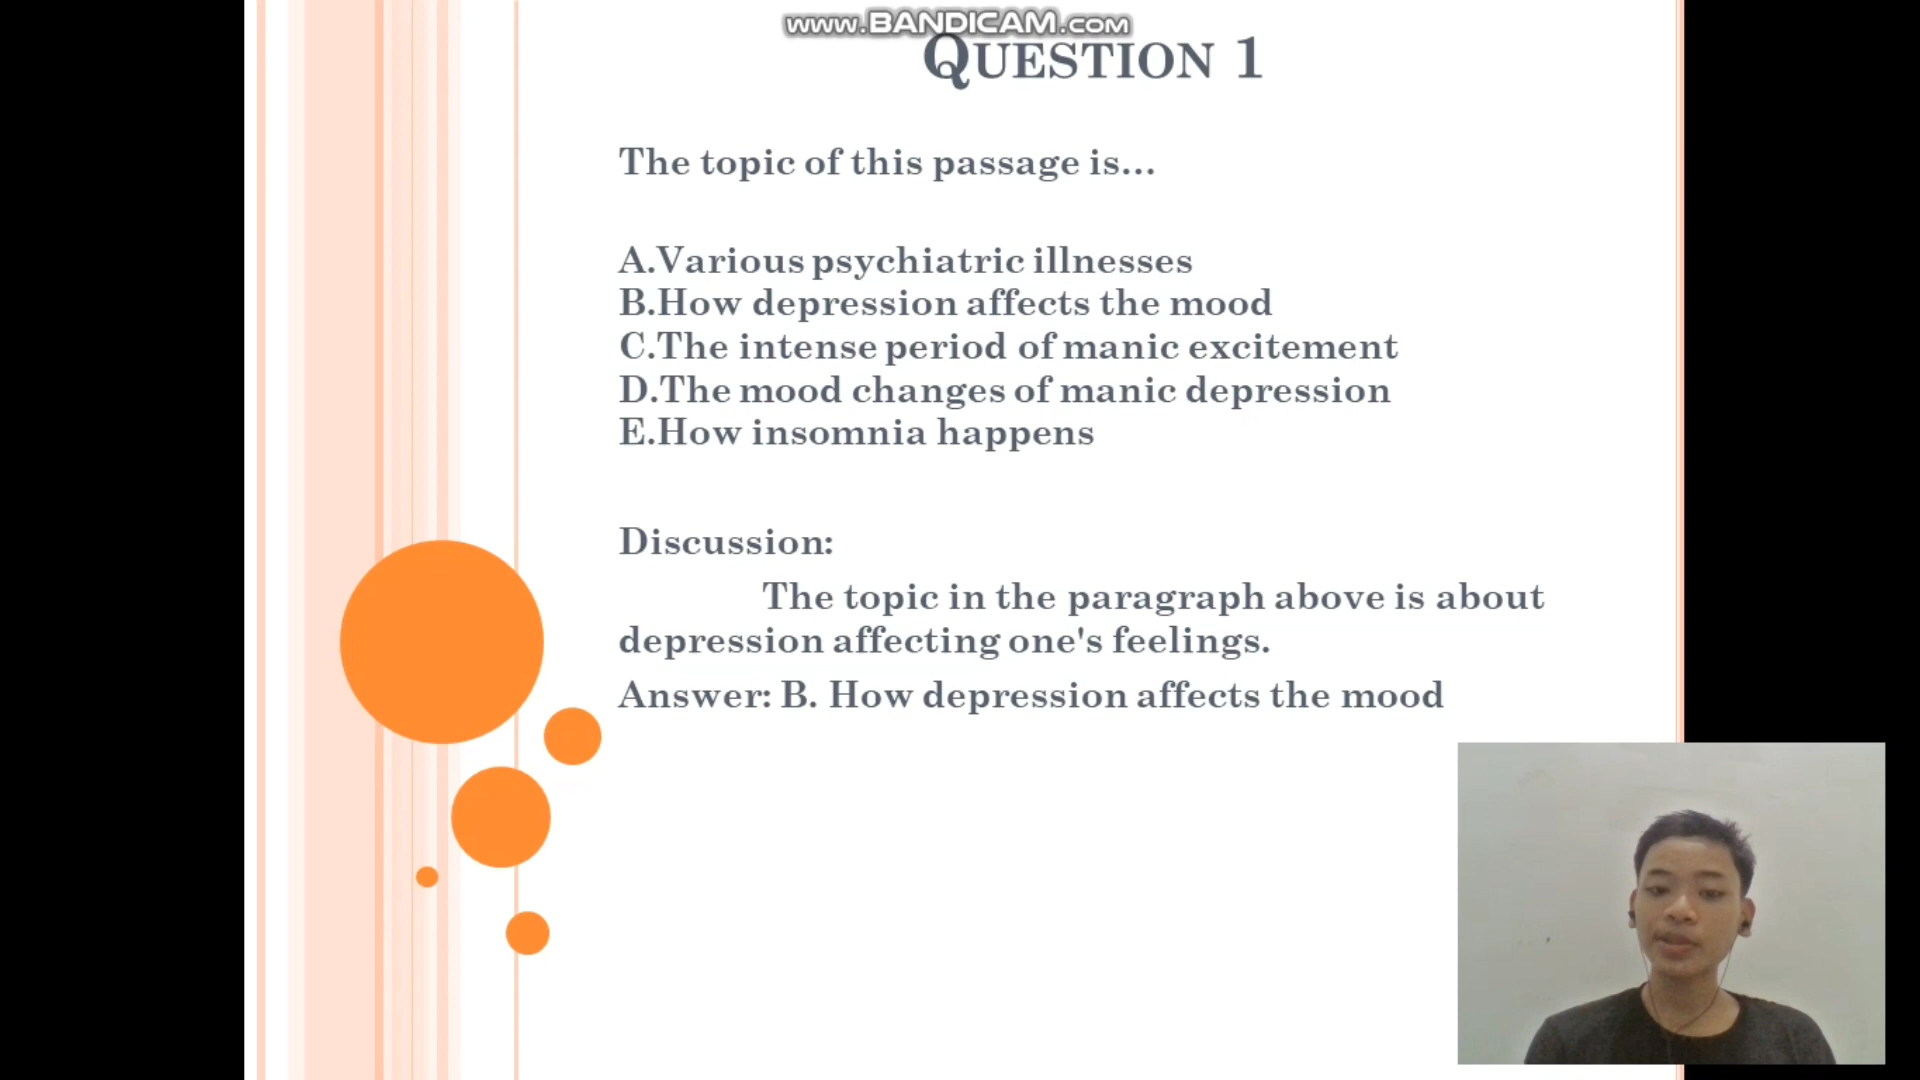 www.BANDICAM.com
QUESTION 1
The topic of this passage is...
A.Various psychiatric illnesses
B.How depression affects the mood
C.The intense period of manic excitement
D.The mood changes of manic depression
E.How insomnia happens
Discussion:
The topic in the paragraph above is about
depression affecting one's feelings.
Answer: B. How depression affects the mood